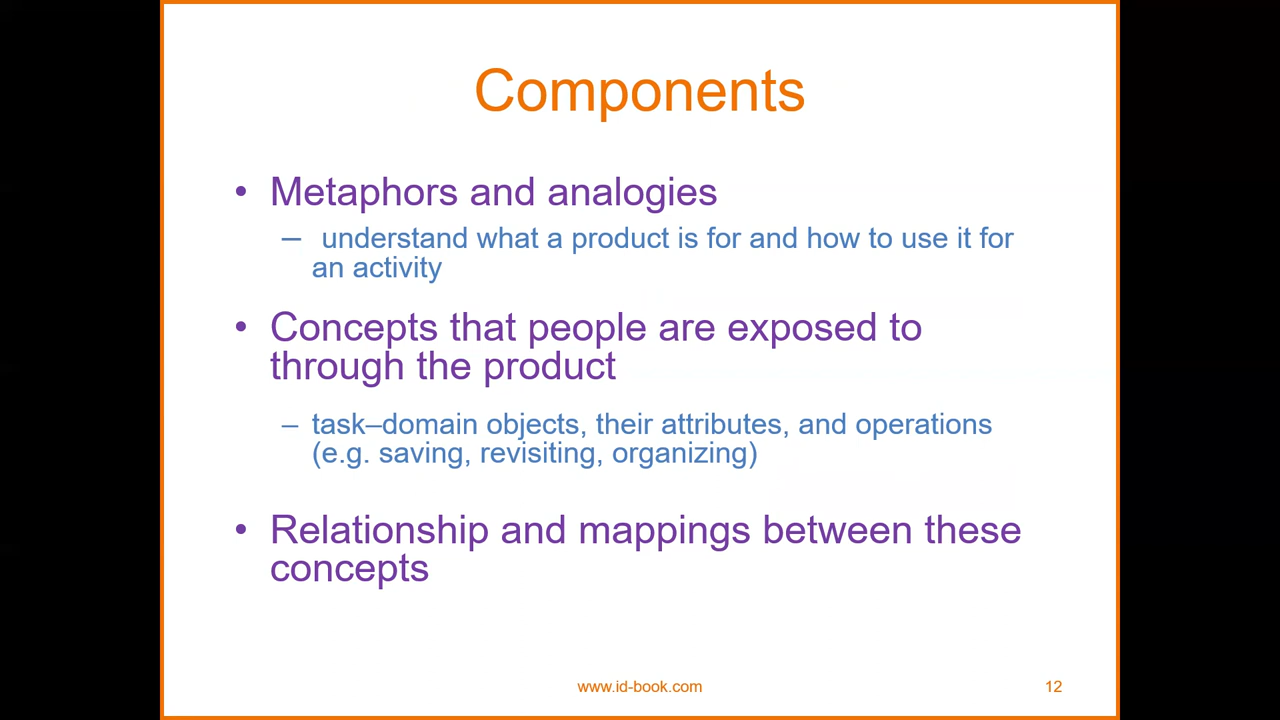 Components
• Metaphors and analogies
– understand what a product is for and how to use it for
an activity
• Concepts that people are exposed to
through the product
– task–domain objects, their attributes, and operations
(e.g. saving, revisiting, organizing)
• Relationship and mappings between these
concepts
www.id-book.com
12